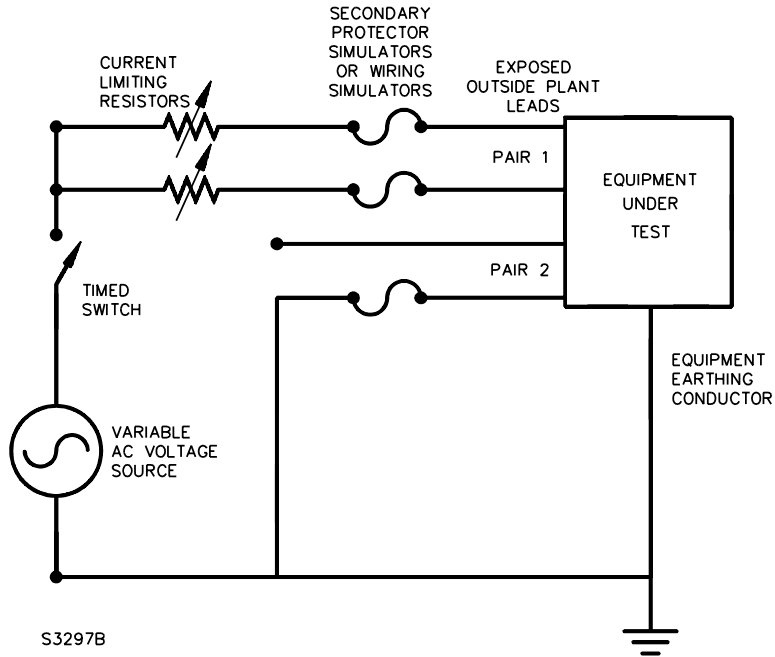 SECONDARY
PROTECTOR
SIMULATORS
OR WIRING
SIMULATORS
CURRENT
LIMITING
RESISTORS
EXPOSED
OUTSIDE PLANT
LEADS
PAIR 1
EQUIPMENT
UNDER
TEST
PAIR 2
TIMED
SWITCH
EQUIPMENT
EARTHING
CONDUCTOR
VARIABLE
AC VOLTAGE
SOURCE
S3297B